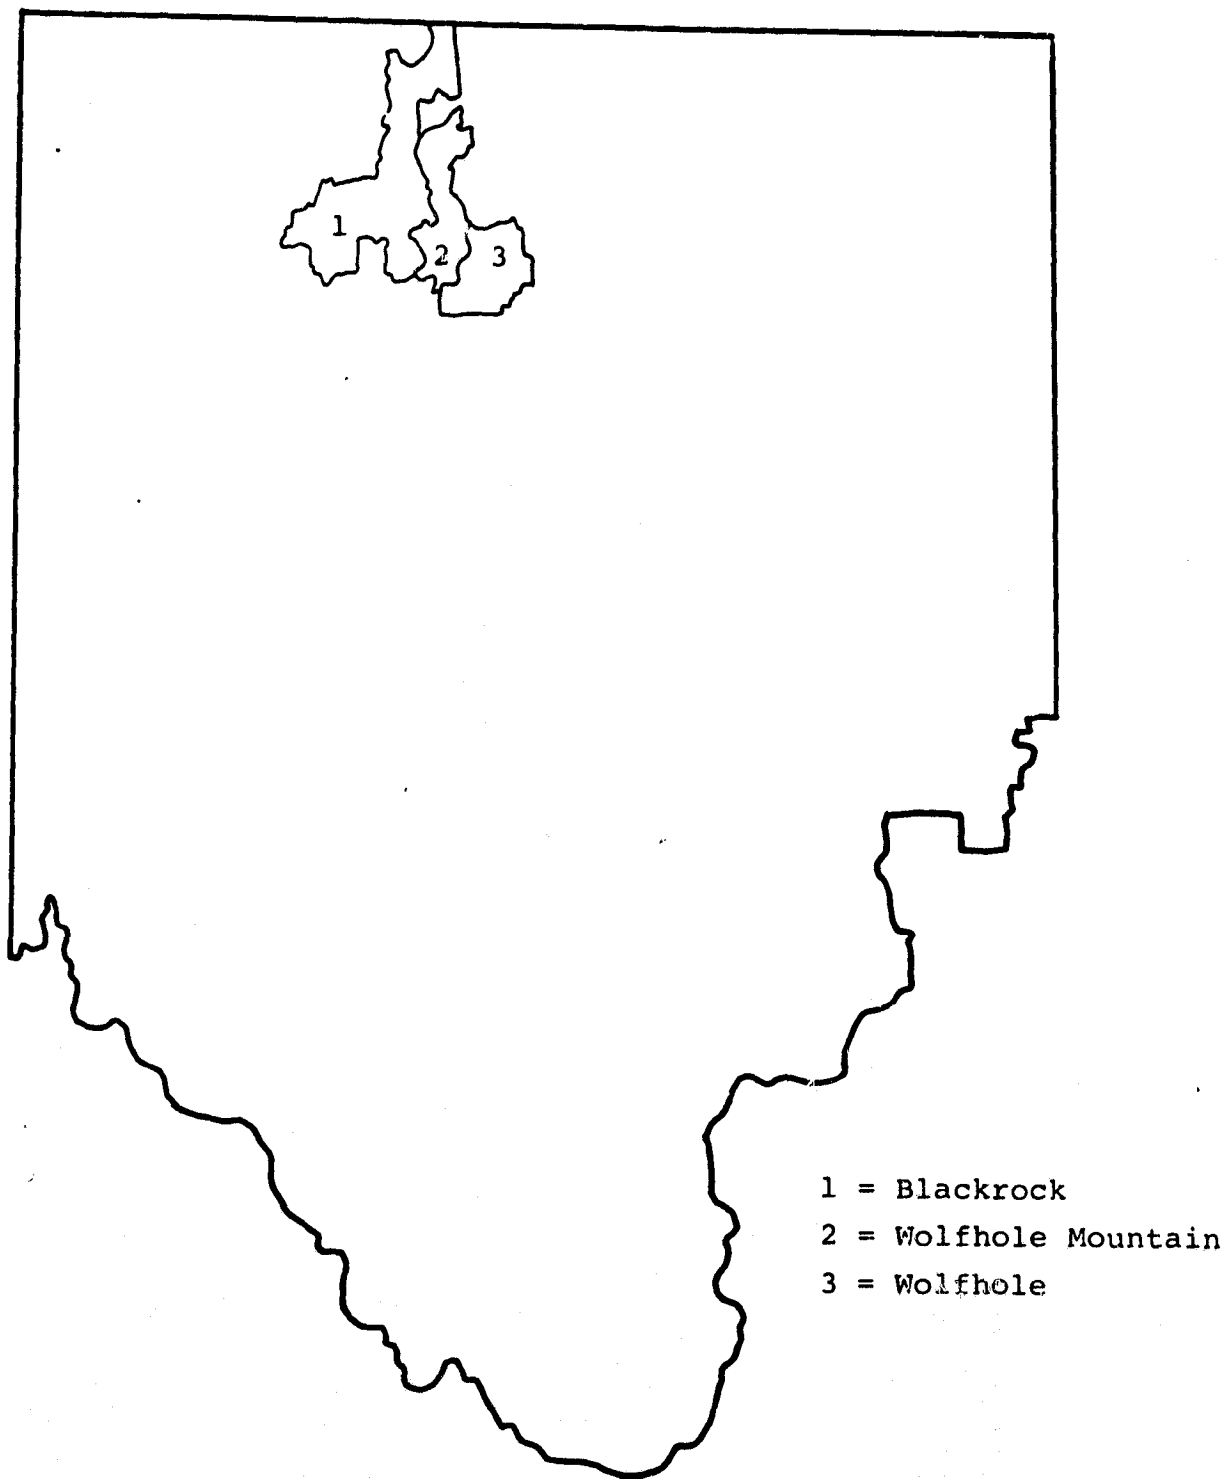 1
2
3
1 = Blackrock
2 = Wolfhole Mountain
3 = Wolfhole